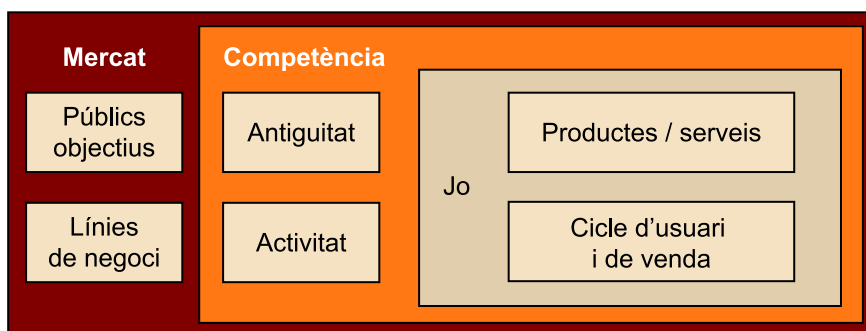 Mercat
Públics
objectius
Línies
de negoci
Competència
Antiguitat
Activitat
Jo
Productes / serveis
Cicle d’usuari
i de venda